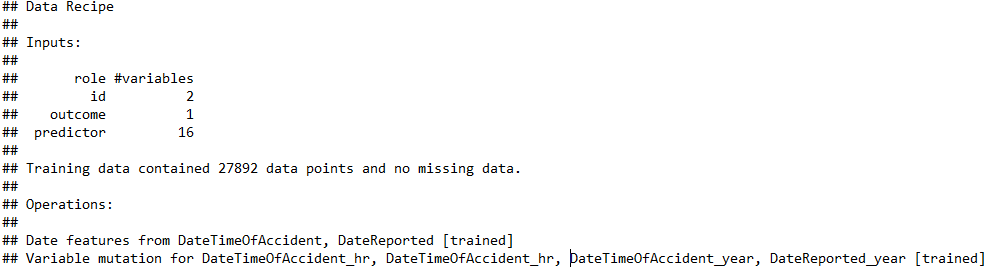 ## Data Recipe
##
## Inputs:
##
##       role #variables
##         id          2
##    outcome          1
##  predictor         16
##
## Training data contained 27892 data points and no missing data.
##
## Operations:
##
## Date features from DateTimeOfAccident, DateReported [trained]
## Variable mutation for DateTimeOfAccident_hr, DateTimeOfAccident_hr, DateTimeOfAccident_year, DateReported_year [trained]